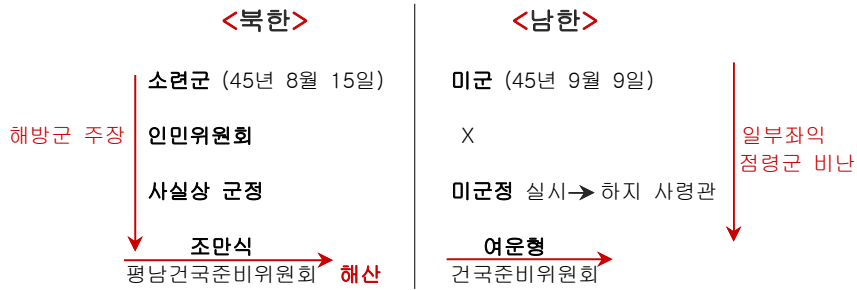 <북한>
소련군 (45년 8월 15일)
해방군 주장
인민위원회
사실상 군정
조만식
평남건국준비위원회 해산
<남한>
미군 (45년 9월 9일)
X
일부좌익
점령군 비난
미군정 실시→하지 사령관
여운형
건국준비위원회